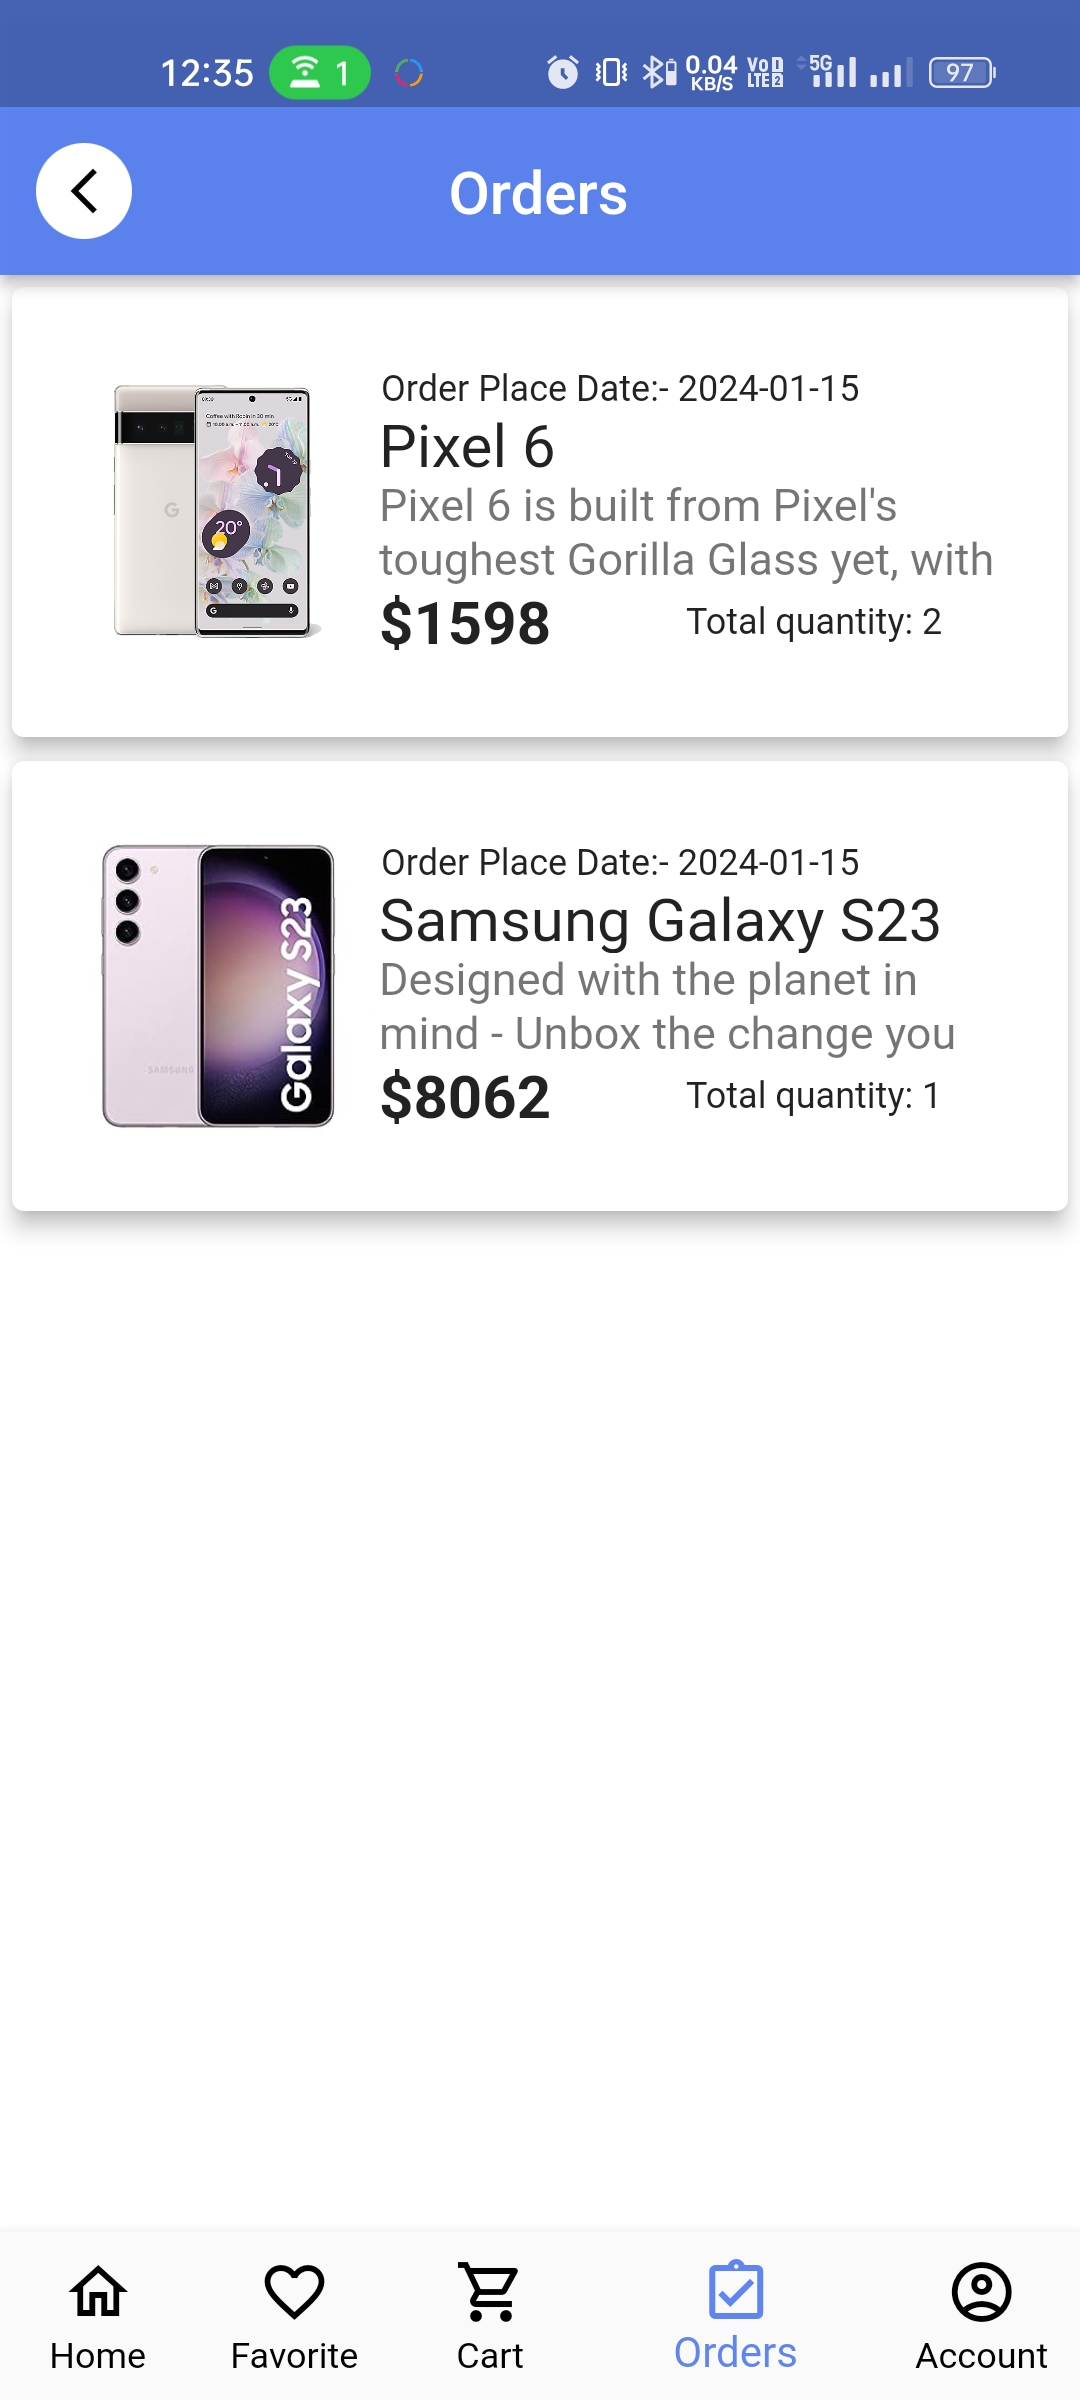 12:35 1 0.04 KB/S VoD LTE 2 5G 97
Orders
Order Place Date:- 2024-01-15
Pixel 6
Pixel 6 is built from Pixel's
toughest Gorilla Glass yet, with
$1598 Total quantity: 2
20°
G
Order Place Date:- 2024-01-15
Samsung Galaxy S23
Designed with the planet in
mind - Unbox the change you
$8062 Total quantity: 1
Galaxy S23
SAMSUNG
Home Favorite Cart Orders Account